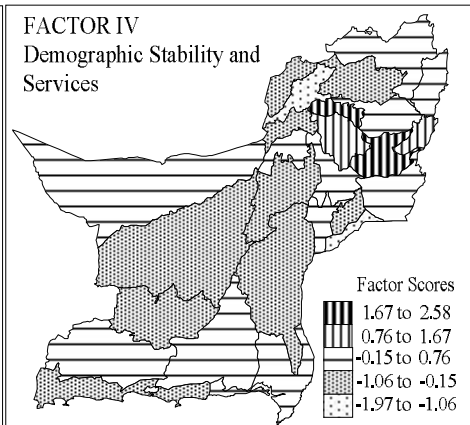 FACTOR IV
Demographic Stability and
Services
Factor Scores
1.67 to 2.58
0.76 to 1.67
-0.15 to 0.76
-1.06 to -0.15
-1.97 to -1.06